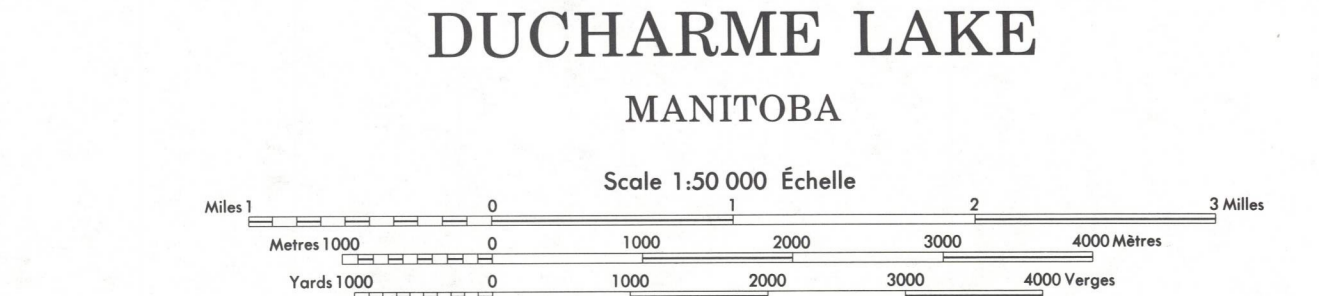 DUCHARME LAKE
MANITOBA
Scale 1:50 000 Échelle
Miles 1 0 1 2 3 Milles
Metres 1000 0 1000 2000 3000 4000 Mètres
Yards 1000 0 1000 2000 3000 4000 Verges